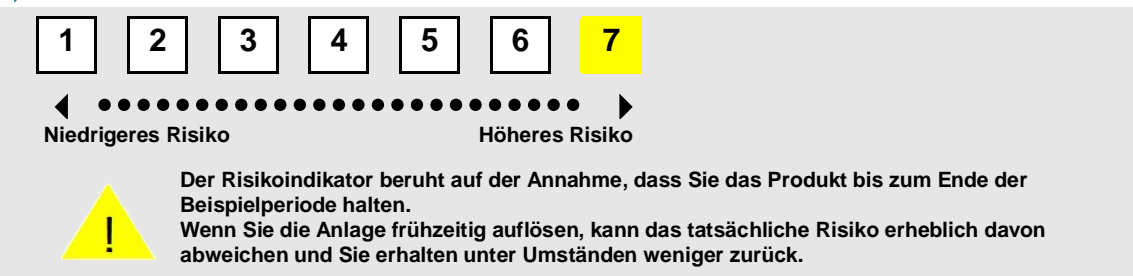 1 2 3 4 5 6 7
Niedrigeres Risiko Höheres Risiko
Der Risikoindikator beruht auf der Annahme, dass Sie das Produkt bis zum Ende der
Beispielperiode halten.
Wenn Sie die Anlage frühzeitig auflösen, kann das tatsächliche Risiko erheblich davon
abweichen und Sie erhalten unter Umständen weniger zurück.
!